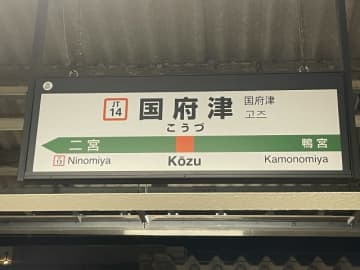 JT
14
国府津
こうづ
国府津
고즈
二宮
鴨宮
JT
13
Ninomiya
Kōzu
Kamonomiya